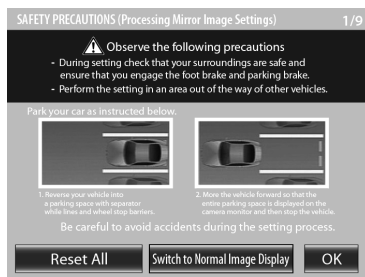 SAFETY PRECAUTIONS (Processing Mirror Image Settings) 1/9
Observe the following precautions
- During setting check that your surroundings are safe and
ensure that you engage the foot brake and parking brake.
- Perform the setting in an area out of the way of other vehicles.
Park your car as instructed below.
1. Reverse your vehicle into
a parking space with separator
while lines and wheel stop barriers.
2. Move the vehicle forward so that the
entire parking space is displayed on the
camera monitor and then stop the vehicle.
Be careful to avoid accidents during the setting process.
Reset All
Switch to Normal Image Display
OK